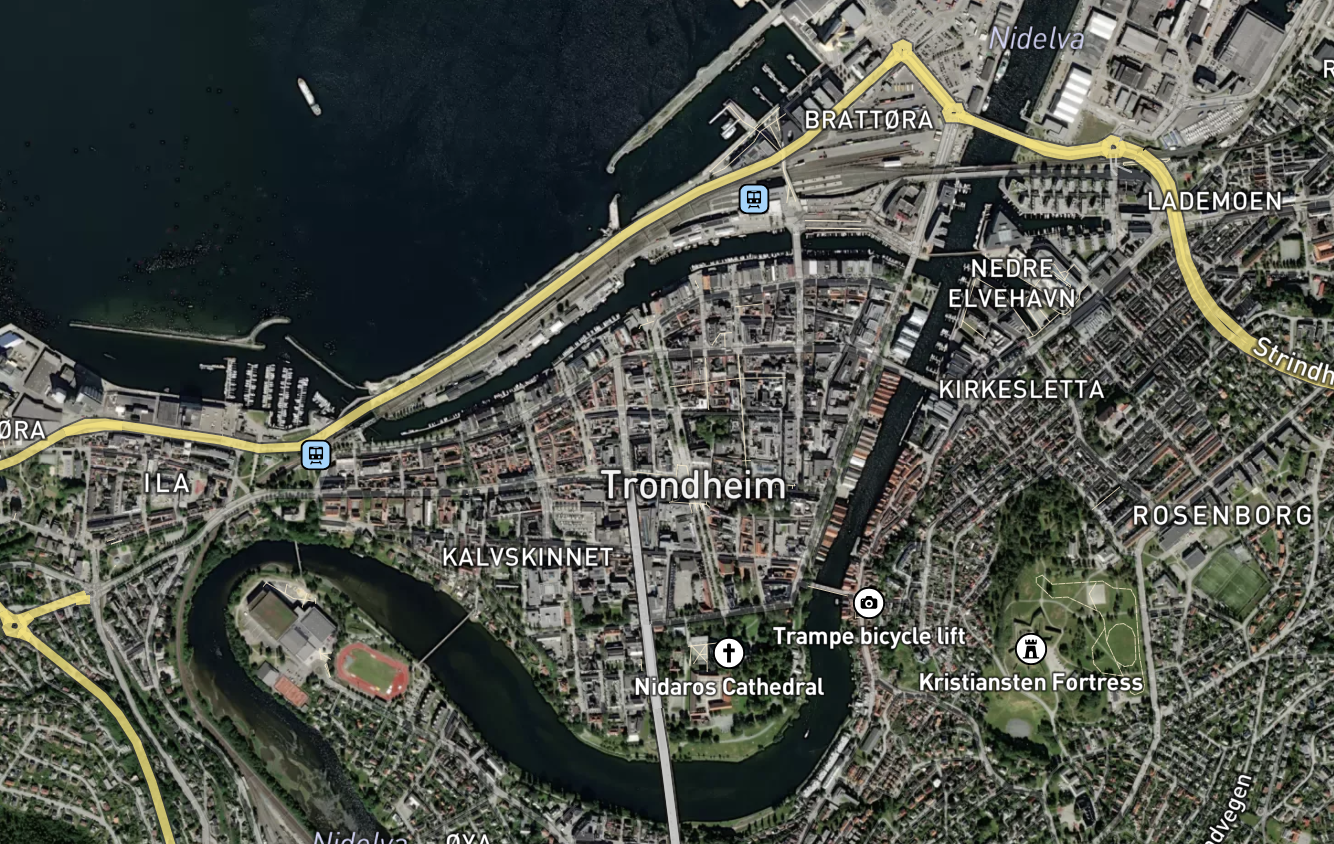 Nidelva
BRATTØRA
LADEMOEN
NEDRE
ELVEHAVN
Strindh
KIRKESLETTA
ØRA
ILA
Trondheim
ROSENBORG
KALVSKINNET
Trampe bicycle lift
Nidaros Cathedral
Kristiansten Fortress
dvegen
Nidelva
ØYA
R